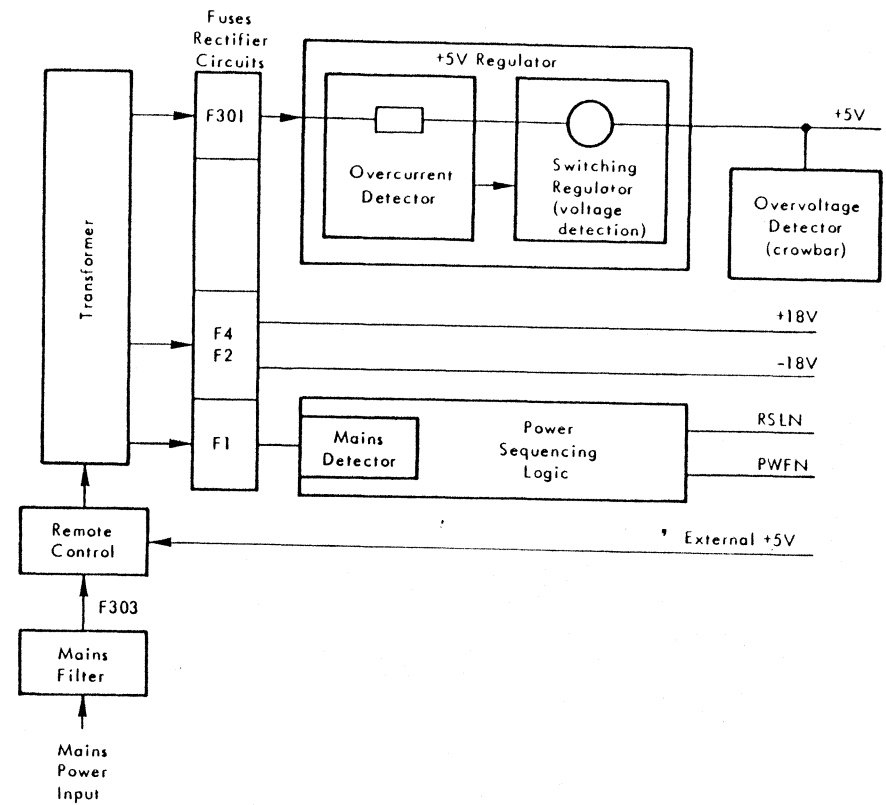 Fuses
Rectifier
Circuits
+5V Regulator
F301
Overcurrent
Detector
Switching
Regulator
(voltage
detection)
+5V
Overvoltage
Detector
(crowbar)
Transformer
F4
F2
+18V
-18V
F1
Mains
Detector
Power
Sequencing
Logic
RSLN
PWFN
Remote
Control
External +5V
F303
Mains
Filter
Mains
Power
Input